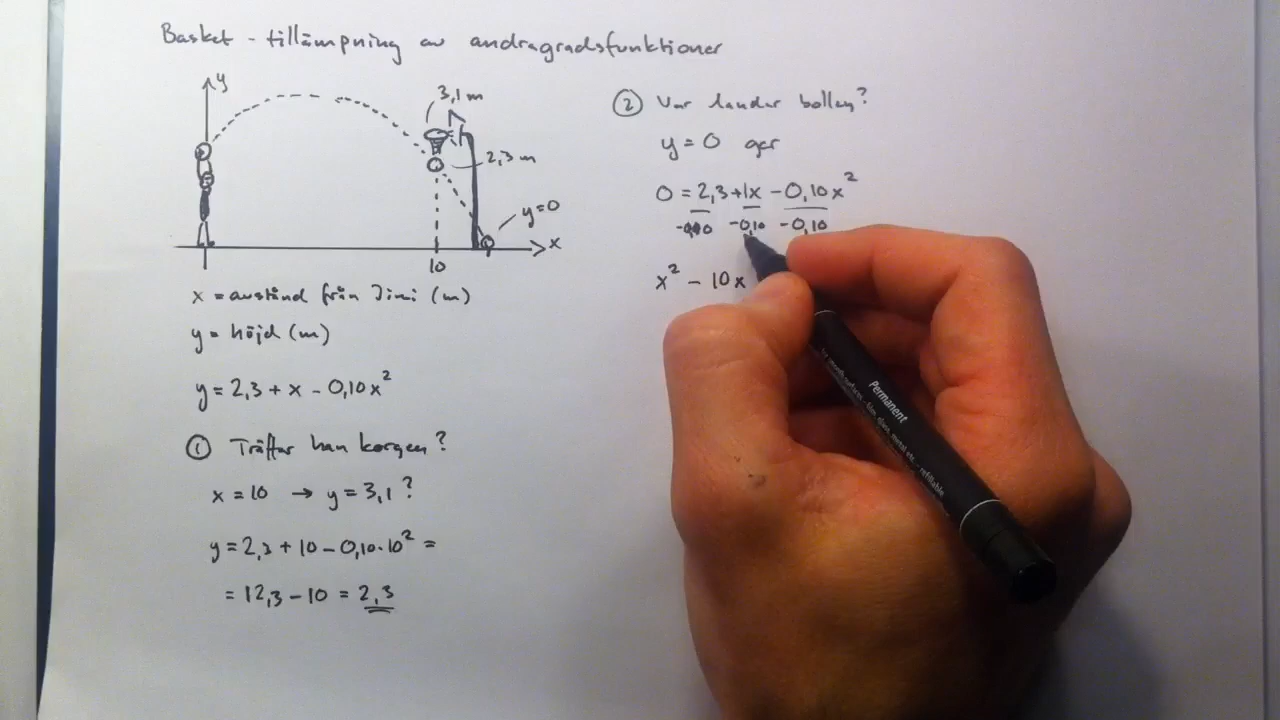 Basket - tillämpning av andragradsfunktioner
y
3,1 m
2,3 m
y=0
x
10
x = avstånd från Jimi (m)
y = höjd (m)
y = 2,3 + x - 0,10x²
① Träffar han korgen?
x = 10 → y = 3,1 ?
y = 2,3 + 10 - 0,10·10² =
= 12,3 - 10 = 2,3
② Var landar bollen?
y = 0 ger
0 = 2,3 + 1x - 0,10x²
-0,10 -0,10 -0,10
x² - 10x
Permanent